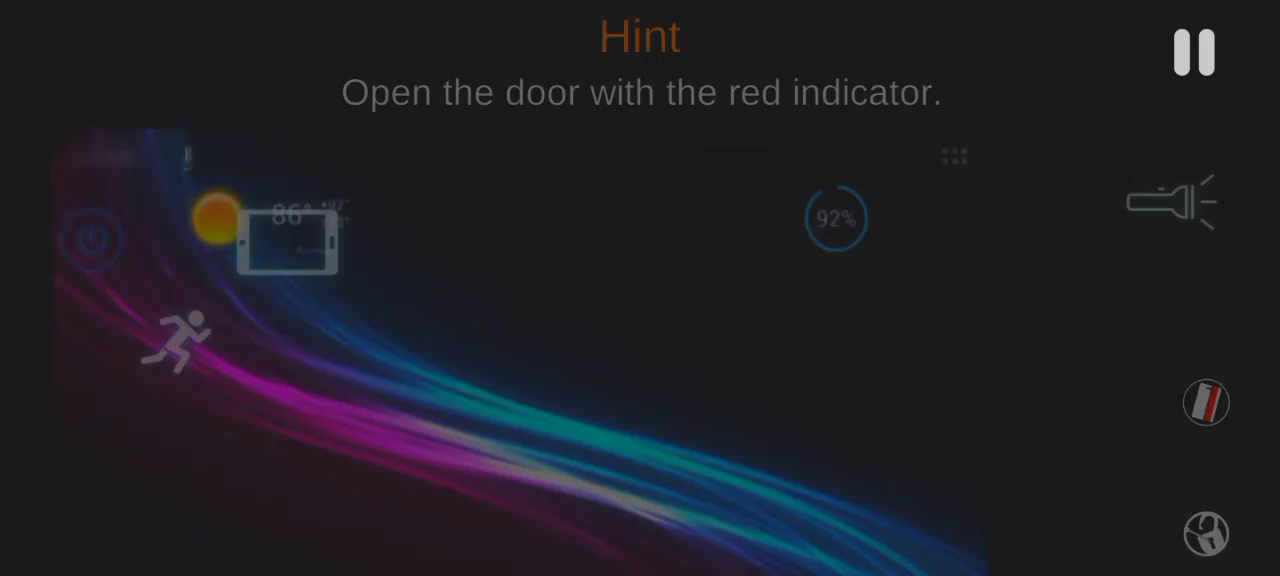 Hint
Open the door with the red indicator.
86°
92%